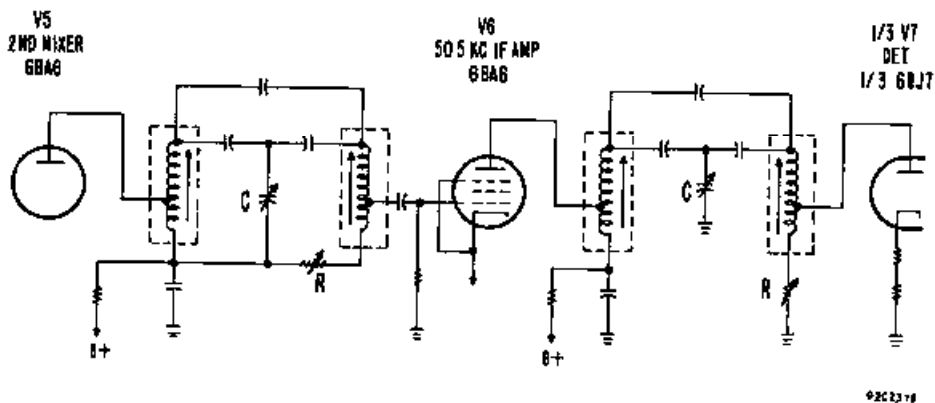 V5
2ND MIXER
6BA6
V6
50.5 KC IF AMP
6BA6
1/3 V7
DET
1/3 6BJ7
C
R
B+
C
R
B+